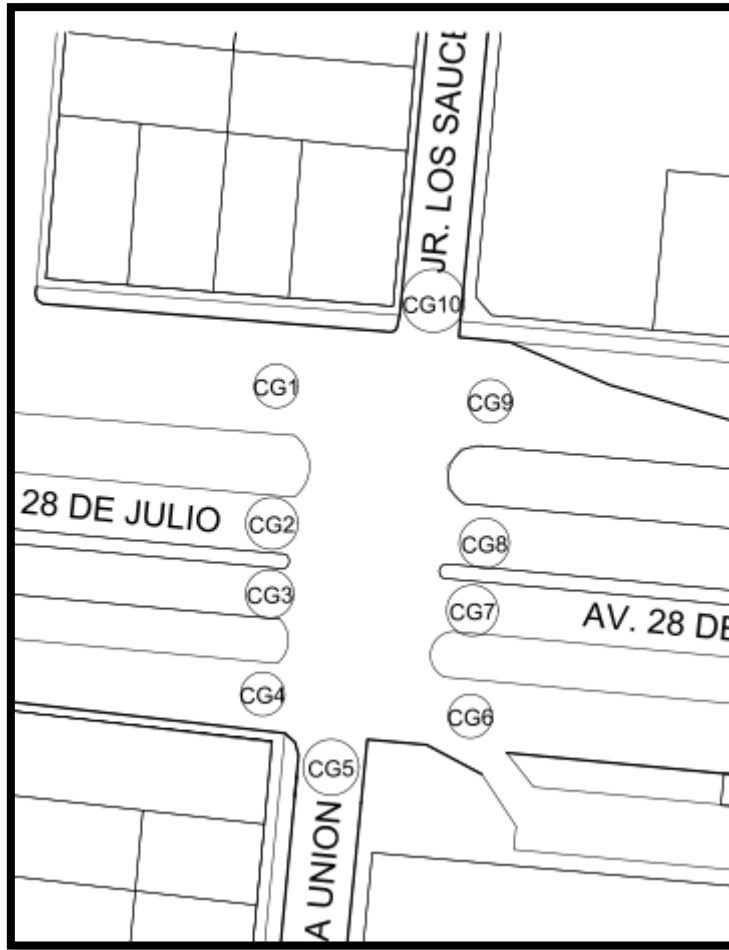 JR. LOS SAUCE
CG10
CG1
CG9
28 DE JULIO
CG2
CG8
CG3
CG7
AV. 28 DE
CG4
CG6
CG5
A UNION